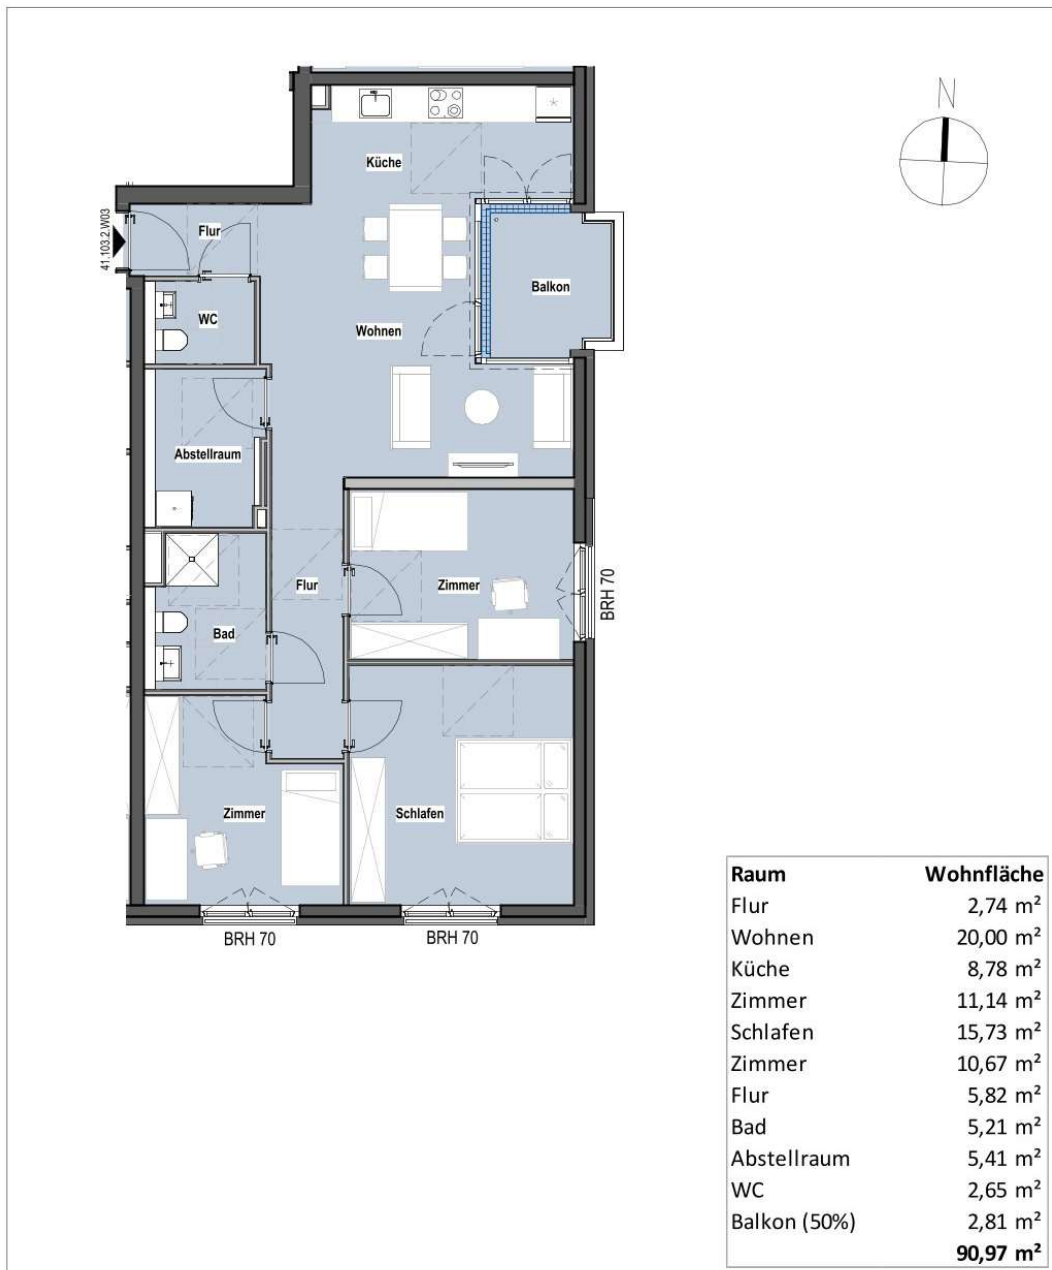 N
Küche
41.103.2.W03
Flur
Balkon
WC
Wohnen
Abstellraum
Flur
Zimmer
BRH 70
Bad
Zimmer
Schlafen
BRH 70
BRH 70
Raum Wohnfläche
Flur 2,74 m²
Wohnen 20,00 m²
Küche 8,78 m²
Zimmer 11,14 m²
Schlafen 15,73 m²
Zimmer 10,67 m²
Flur 5,82 m²
Bad 5,21 m²
Abstellraum 5,41 m²
WC 2,65 m²
Balkon (50%) 2,81 m²
90,97 m²